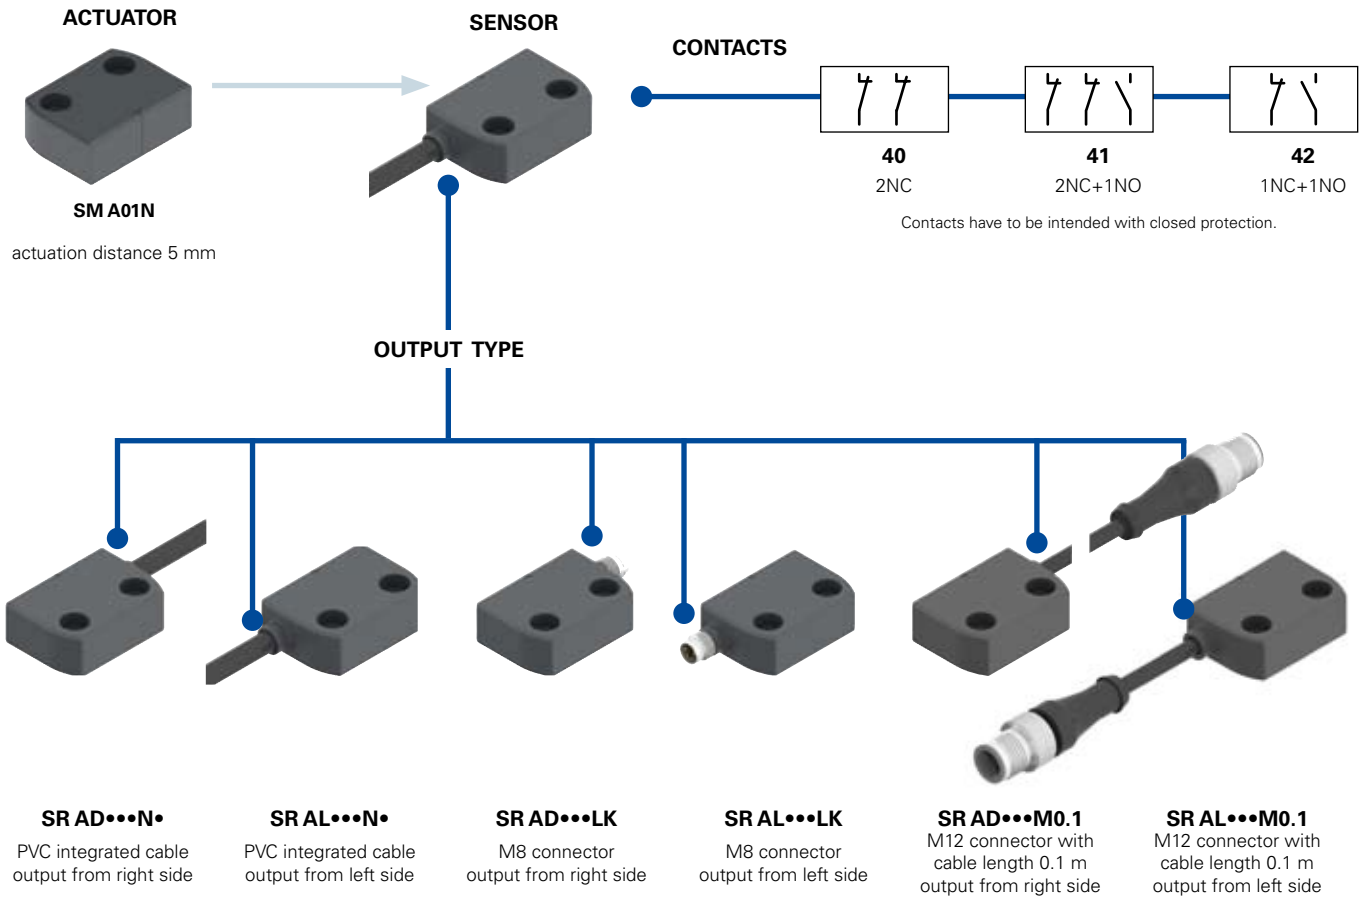 ACTUATOR
SENSOR
CONTACTS
40
41
42
2NC
2NC+1NO
1NC+1NO
Contacts have to be intended with closed protection.
SM A01N
actuation distance 5 mm
OUTPUT TYPE
SR AD•••N•
PVC integrated cable
output from right side
SR AL•••N•
PVC integrated cable
output from left side
SR AD•••LK
M8 connector
output from right side
SR AL•••LK
M8 connector
output from left side
SR AD•••M0.1
M12 connector with
cable length 0.1 m
output from right side
SR AL•••M0.1
M12 connector with
cable length 0.1 m
output from left side